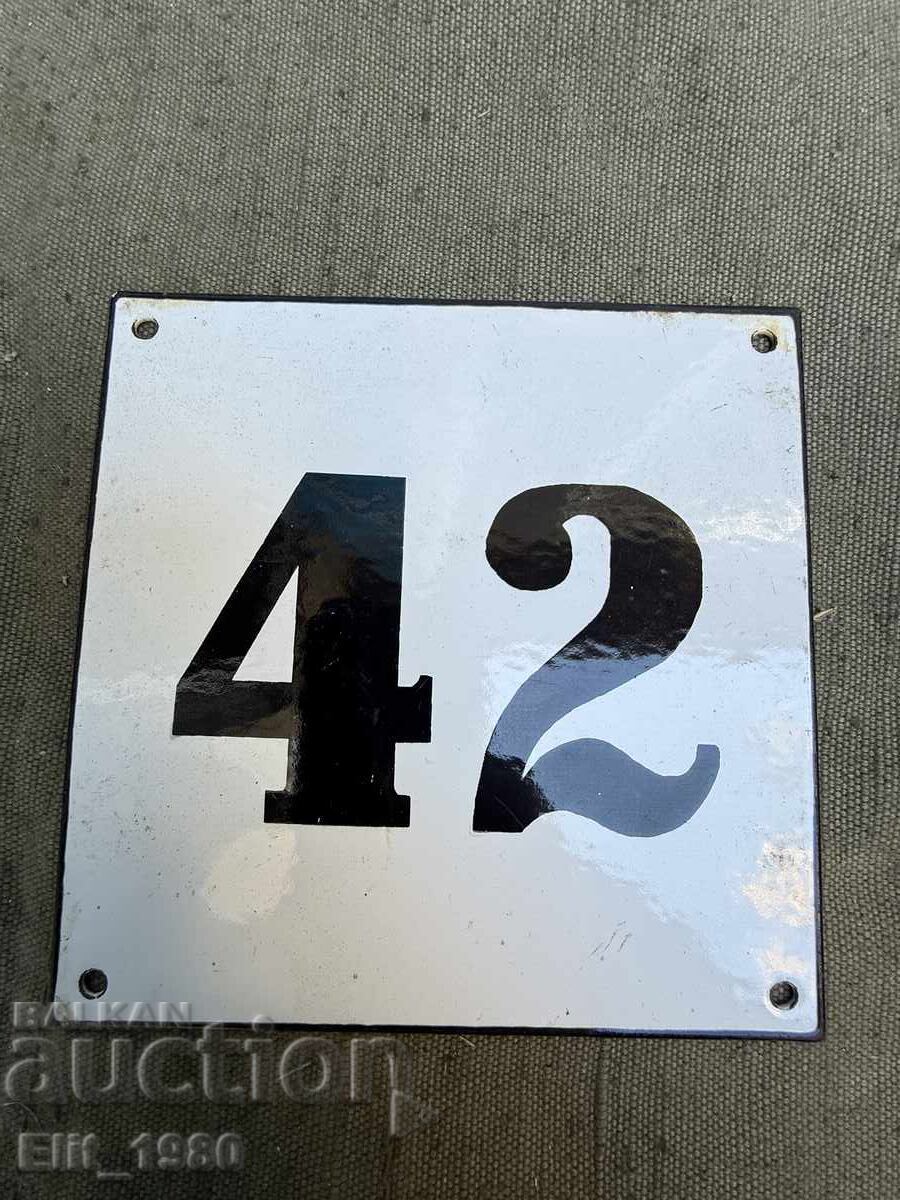 42
BALKAN
auction
Elit_1980